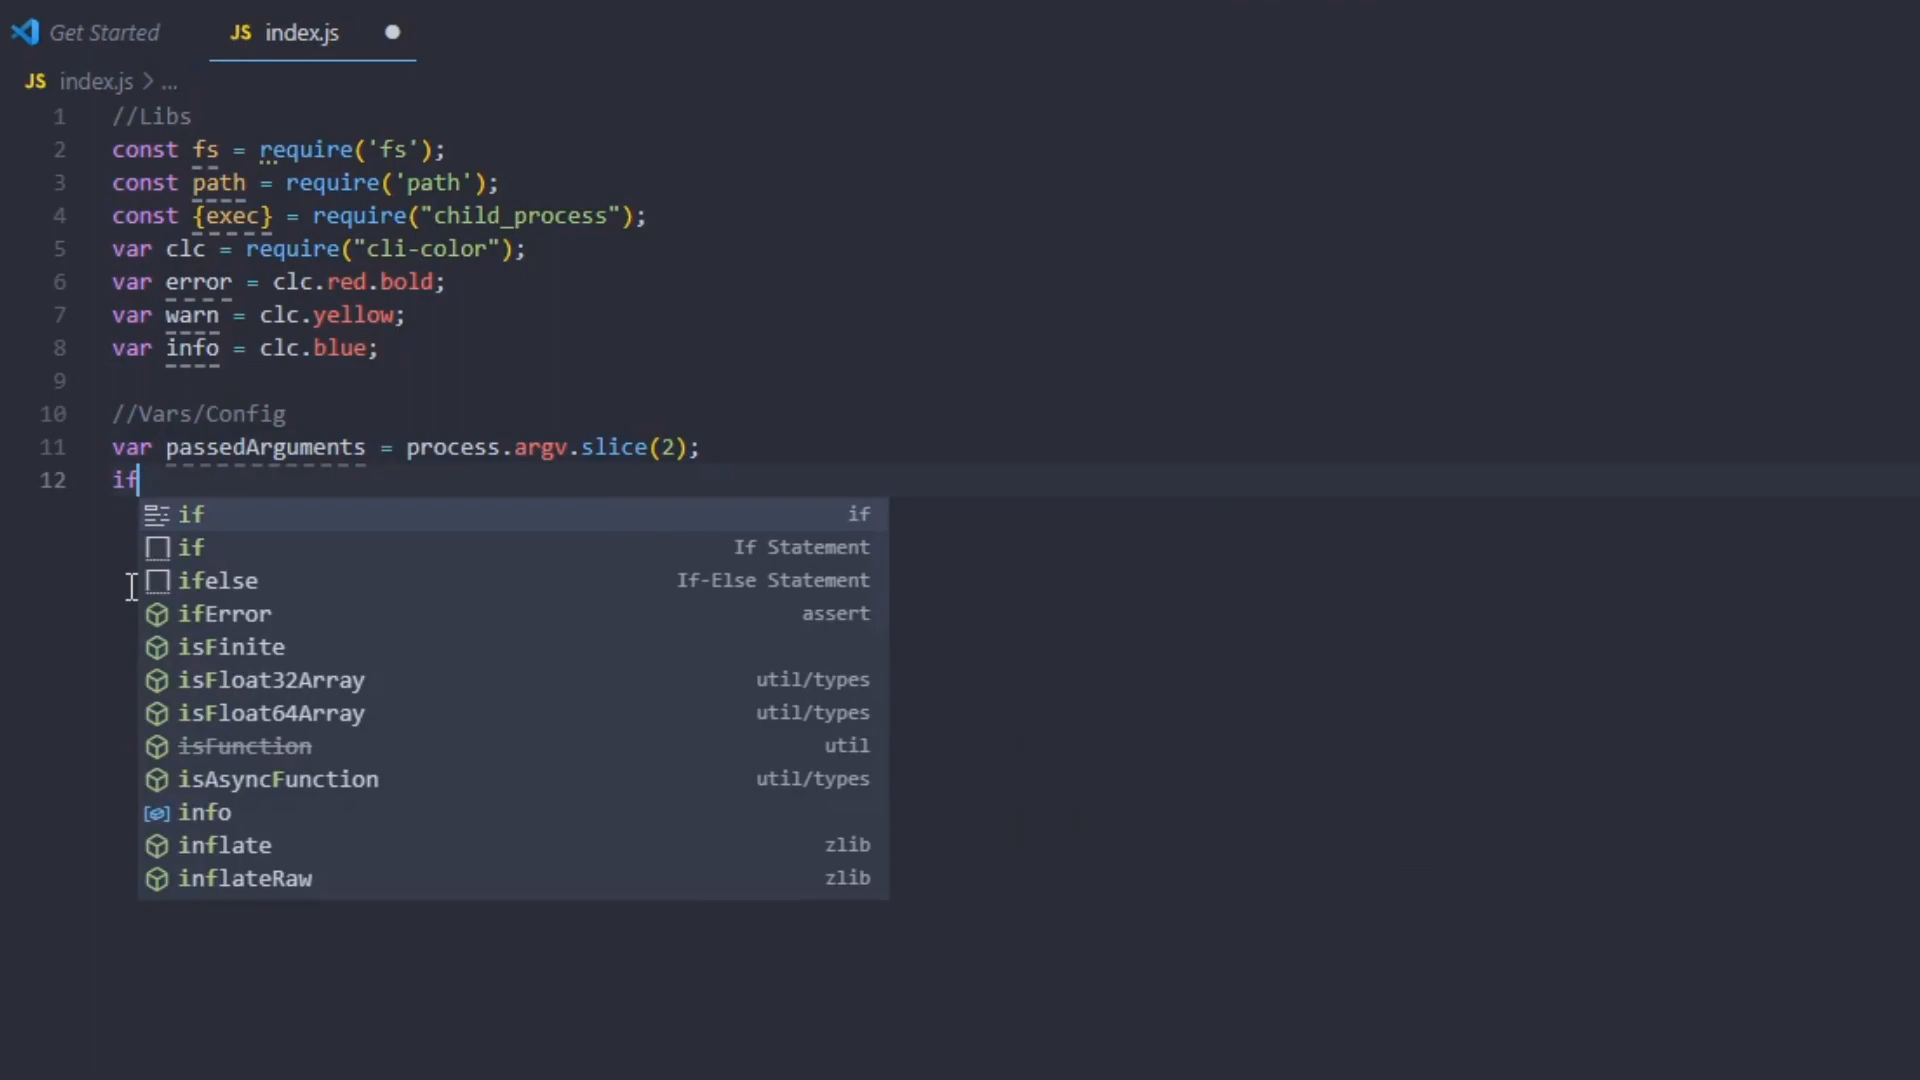 Get Started JS index.js
JS index.js > ...
1 //Libs
2 const fs = require('fs');
3 const path = require('path');
4 const {exec} = require("child_process");
5 var clc = require("cli-color");
6 var error = clc.red.bold;
7 var warn = clc.yellow;
8 var info = clc.blue;
9
10 //Vars/Config
11 var passedArguments = process.argv.slice(2);
12 if
if if
if If Statement
ifelse If-Else Statement
ifError assert
isFinite
isFloat32Array util/types
isFloat64Array util/types
isFunction util
isAsyncFunction util/types
info
inflate zlib
inflateRaw zlib